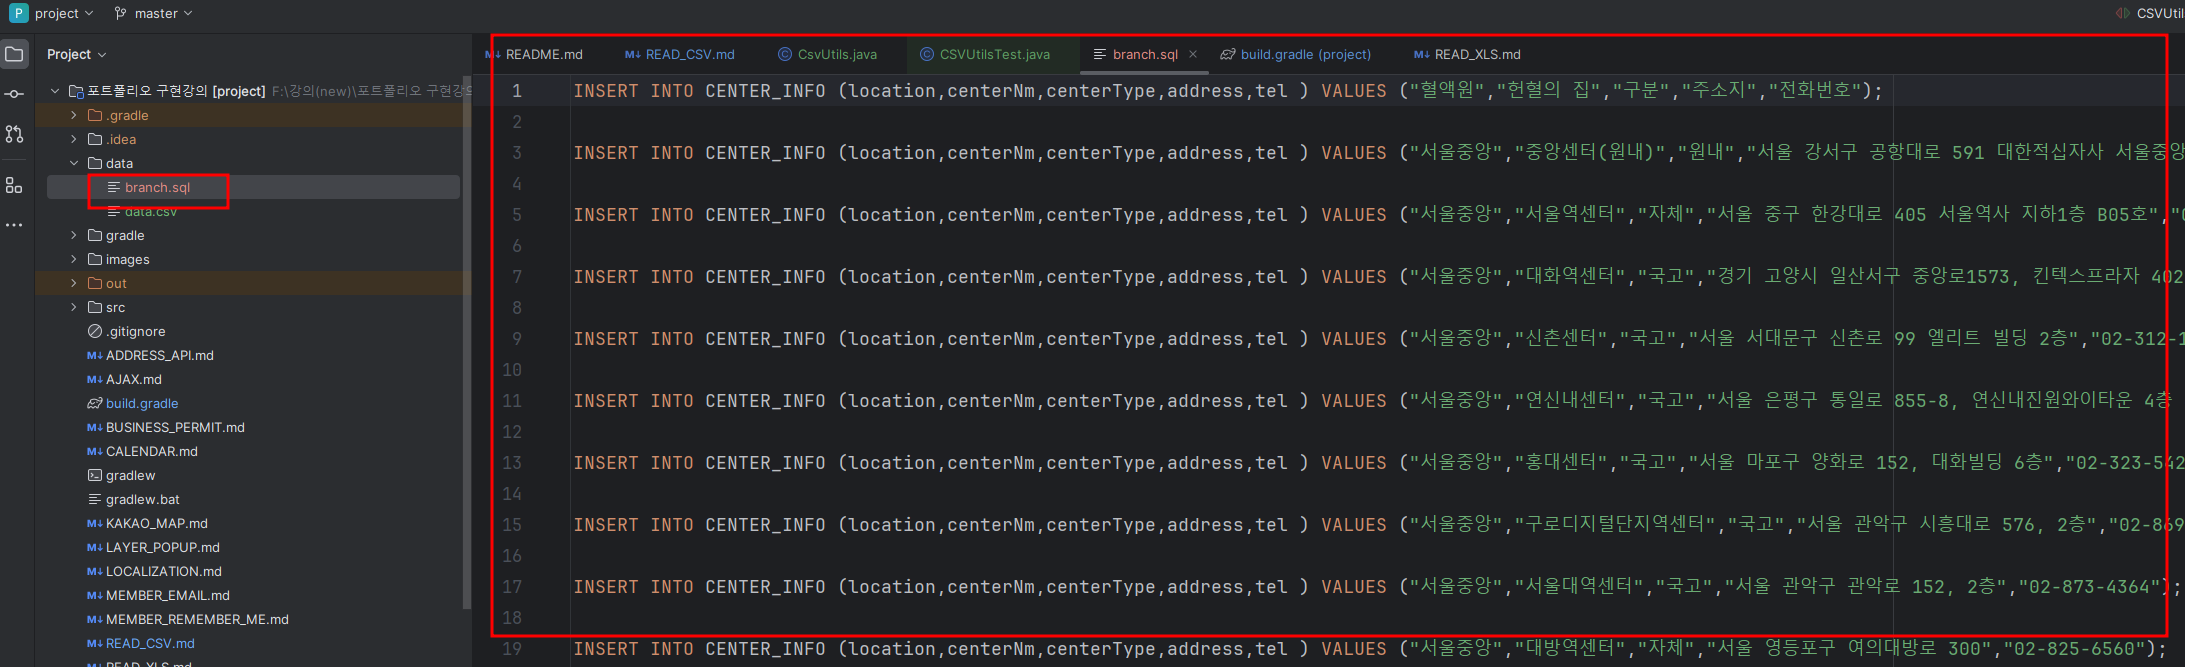 P project master CSVUtil
Project
포트폴리오 구현강의 [project] F:\강의(new)\포트폴리오 구현강의
.gradle
.idea
data
branch.sql
data.csv
gradle
images
out
src
.gitignore
M↓ ADDRESS_API.md
M↓ AJAX.md
build.gradle
M↓ BUSINESS_PERMIT.md
M↓ CALENDAR.md
gradlew
gradlew.bat
M↓ KAKAO_MAP.md
M↓ LAYER_POPUP.md
M↓ LOCALIZATION.md
M↓ MEMBER_EMAIL.md
M↓ MEMBER_REMEMBER_ME.md
M↓ READ_CSV.md
M↓ READ_XLS.md
M↓ README.md M↓ READ_CSV.md CsvUtils.java CSVUtilsTest.java branch.sql × build.gradle (project) M↓ READ_XLS.md
1 INSERT INTO CENTER_INFO (location,centerNm,centerType,address,tel ) VALUES ("혈액원","헌혈의 집","구분","주소지","전화번호");
2
3 INSERT INTO CENTER_INFO (location,centerNm,centerType,address,tel ) VALUES ("서울중앙","중앙센터(원내)","원내","서울 강서구 공항대로 591 대한적십자사 서울중앙
4
5 INSERT INTO CENTER_INFO (location,centerNm,centerType,address,tel ) VALUES ("서울중앙","서울역센터","자체","서울 중구 한강대로 405 서울역사 지하1층 B05호","0
6
7 INSERT INTO CENTER_INFO (location,centerNm,centerType,address,tel ) VALUES ("서울중앙","대화역센터","국고","경기 고양시 일산서구 중앙로1573, 킨텍스프라자 402
8
9 INSERT INTO CENTER_INFO (location,centerNm,centerType,address,tel ) VALUES ("서울중앙","신촌센터","국고","서울 서대문구 신촌로 99 엘리트 빌딩 2층","02-312-1
10
11 INSERT INTO CENTER_INFO (location,centerNm,centerType,address,tel ) VALUES ("서울중앙","연신내센터","국고","서울 은평구 통일로 855-8, 연신내진원와이타운 4층
12
13 INSERT INTO CENTER_INFO (location,centerNm,centerType,address,tel ) VALUES ("서울중앙","홍대센터","국고","서울 마포구 양화로 152, 대화빌딩 6층","02-323-542
14
15 INSERT INTO CENTER_INFO (location,centerNm,centerType,address,tel ) VALUES ("서울중앙","구로디지털단지역센터","국고","서울 관악구 시흥대로 576, 2층","02-869
16
17 INSERT INTO CENTER_INFO (location,centerNm,centerType,address,tel ) VALUES ("서울중앙","서울대역센터","국고","서울 관악구 관악로 152, 2층","02-873-4364");
18
19 INSERT INTO CENTER_INFO (location,centerNm,centerType,address,tel ) VALUES ("서울중앙","대방역센터","자체","서울 영등포구 여의대방로 300","02-825-6560");